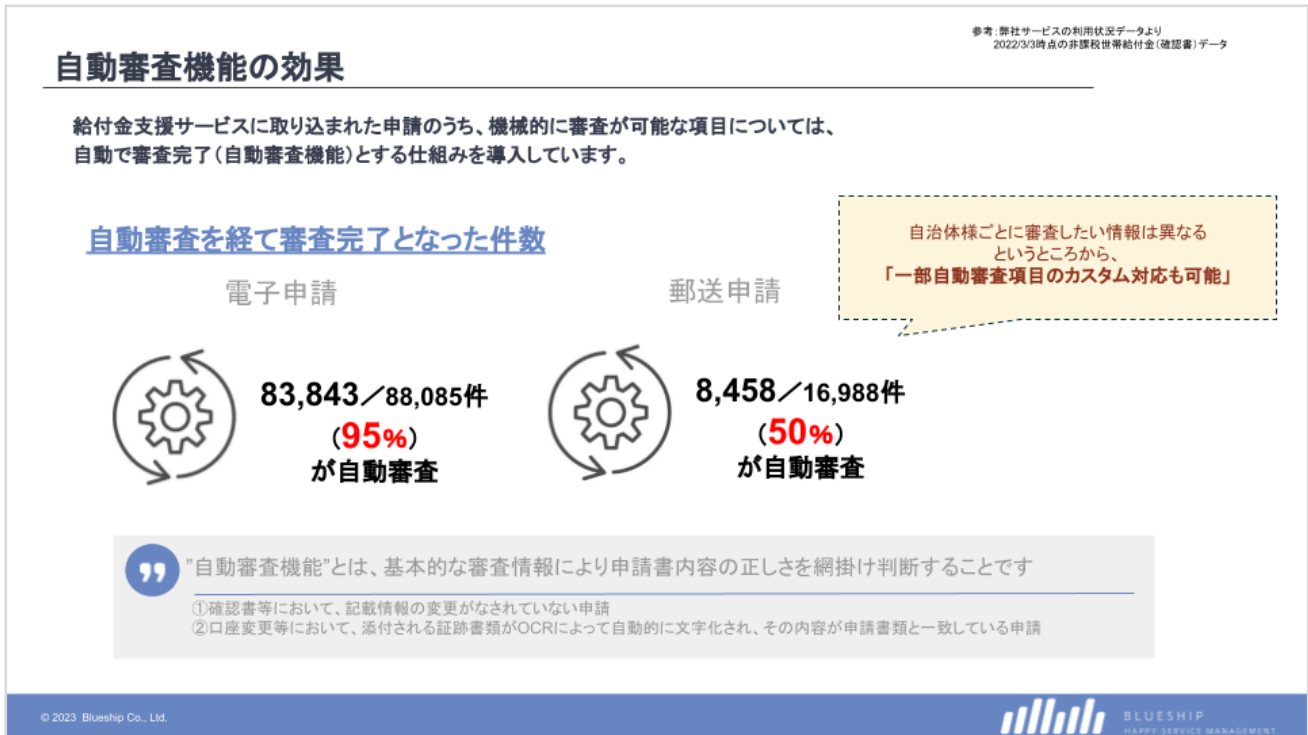 参考:弊社サービスの利用状況データより
2022/3/3時点の非課税世帯給付金(確認書)データ
自動審査機能の効果
給付金支援サービスに取り込まれた申請のうち、機械的に審査が可能な項目については、
自動で審査完了(自動審査機能)とする仕組みを導入しています。
自動審査を経て審査完了となった件数
自治体様ごとに審査したい情報は異なる
というところから、
「一部自動審査項目のカスタム対応も可能」
電子申請
83,843／88,085件
(95%)
が自動審査
郵送申請
8,458／16,988件
(50%)
が自動審査
"自動審査機能"とは、基本的な審査情報により申請書内容の正しさを網掛け判断することです
①確認書等において、記載情報の変更がなされていない申請
②口座変更等において、添付される証跡書類がOCRによって自動的に文字化され、その内容が申請書類と一致している申請
© 2023 Blueship Co., Ltd.
BLUESHIP
HAPPY SERVICE MANAGEMENT